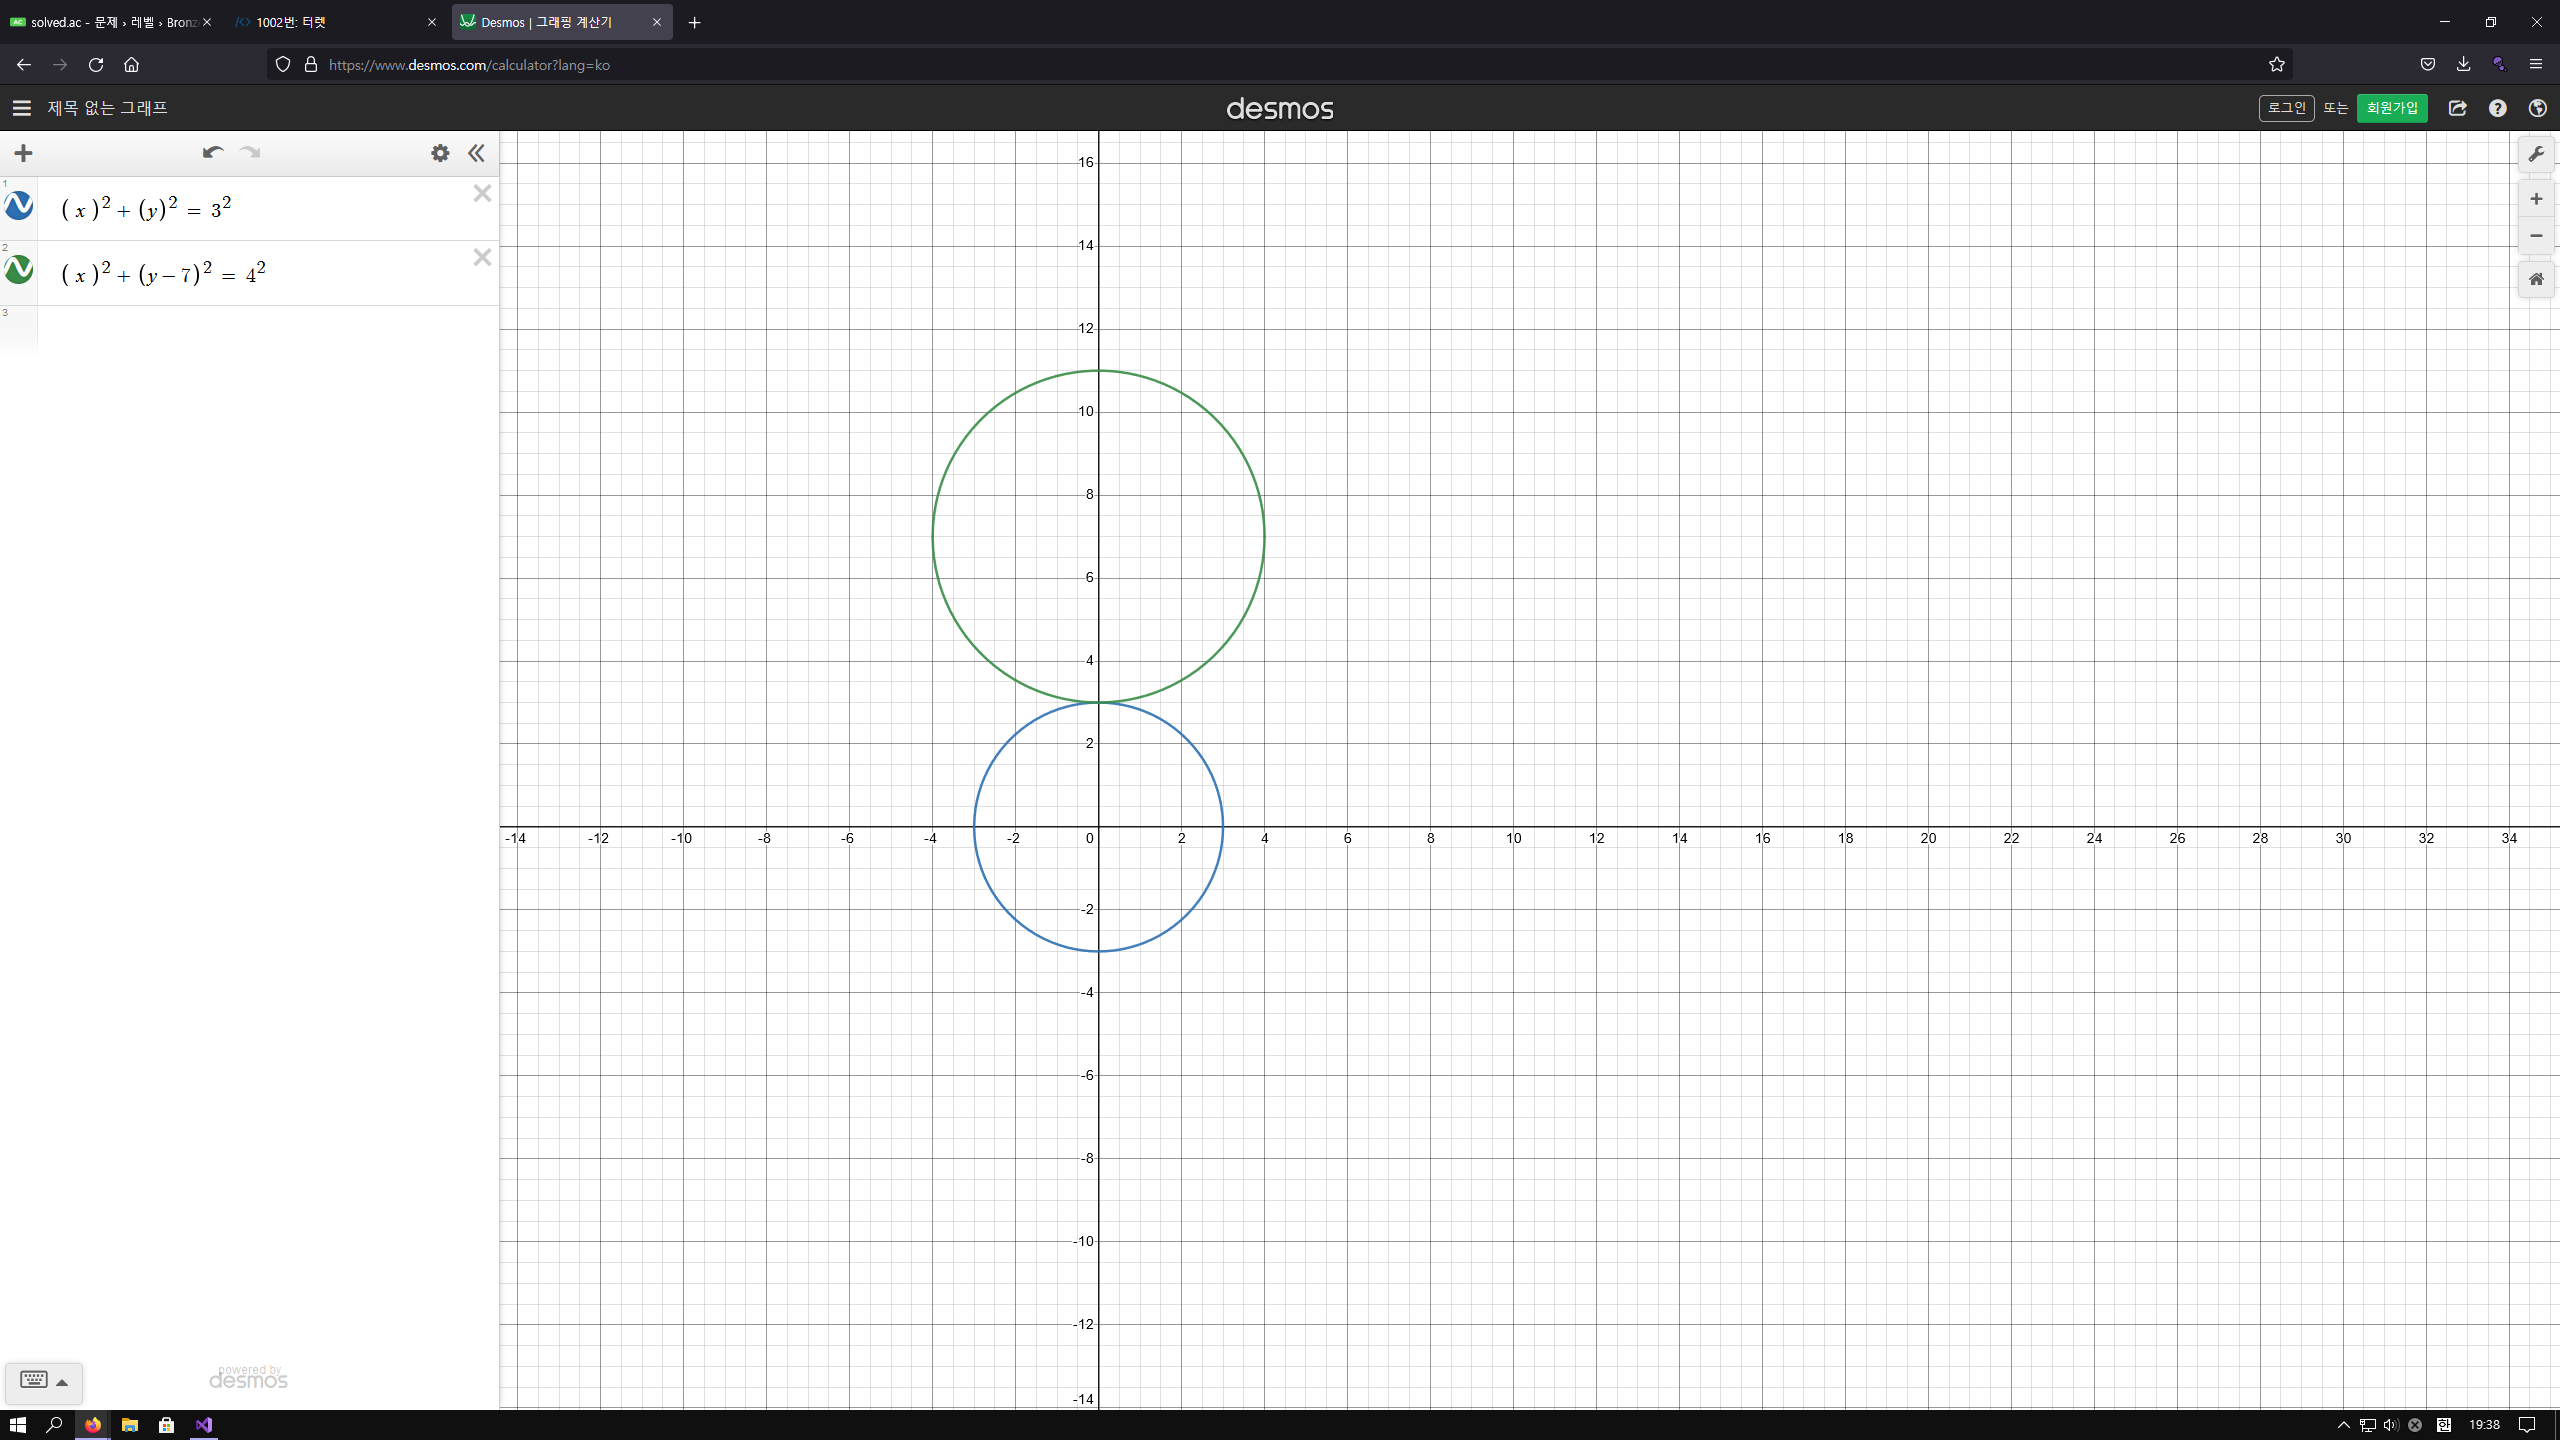 solved.ac - 문제 › 레벨 › Bronz
1002번: 터렛
Desmos | 그래핑 계산기
https://www.desmos.com/calculator?lang=ko
제목 없는 그래프
desmos
로그인 또는 회원가입
1
( x )² + (y)² = 3²
2
( x )² + (y − 7)² = 4²
3
16
14
12
10
8
6
4
2
-14 -12 -10 -8 -6 -4 -2 0 2 4 6 8 10 12 14 16 18 20 22 24 26 28 30 32 34
-2
-4
-6
-8
-10
-12
-14
powered by
desmos
한 19:38